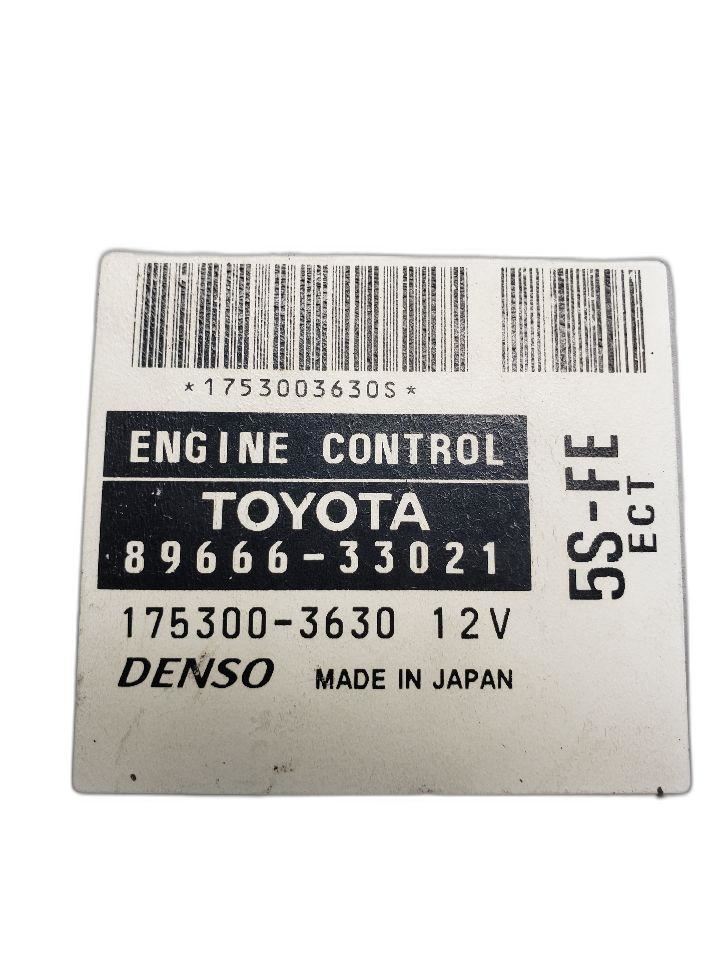 *1753003630S*
ENGINE CONTROL
TOYOTA
89666-33021
175300-3630 12V
DENSO MADE IN JAPAN
5S-FE
ECT